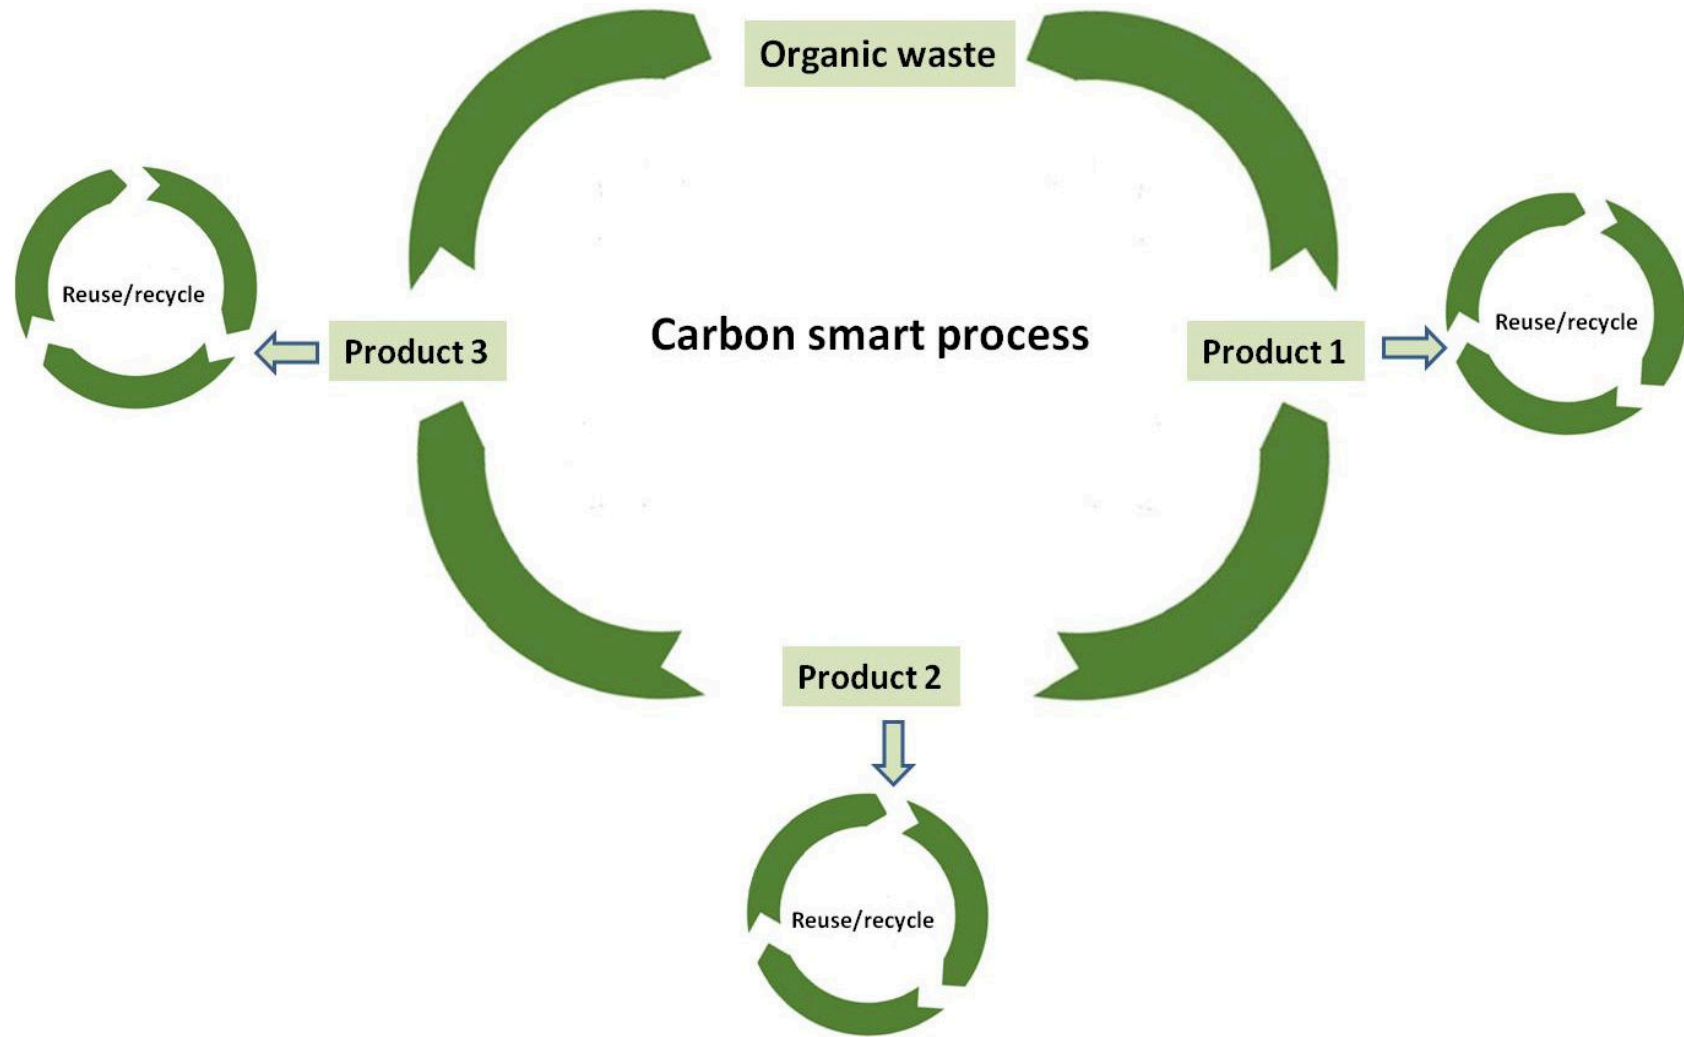 Organic waste
Reuse/recycle
Reuse/recycle
Product 3
Carbon smart process
Product 1
Product 2
Reuse/recycle